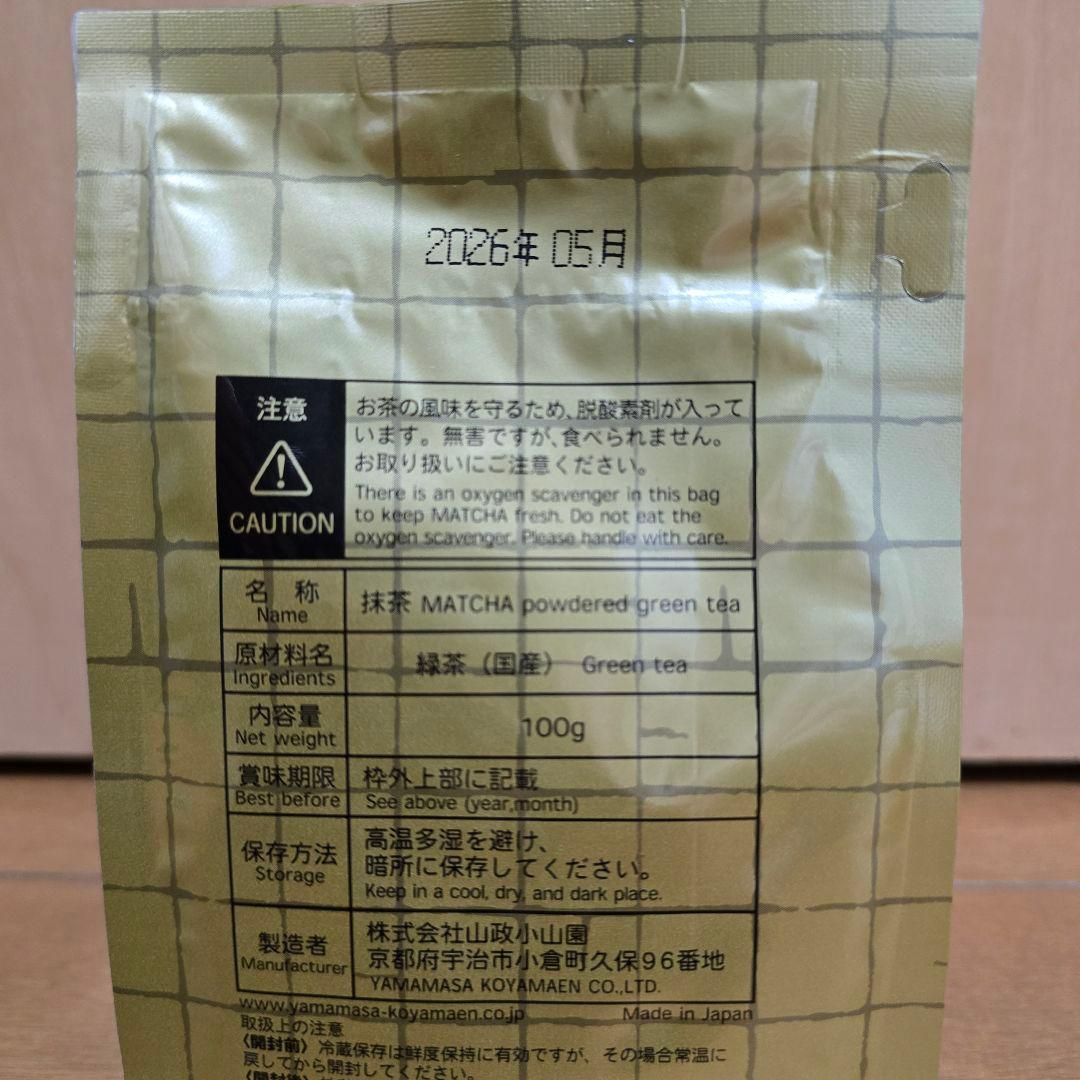 2026年 05月
注意
CAUTION
お茶の風味を守るため、脱酸素剤が入って
います。無害ですが、食べられません。
お取り扱いにご注意ください。
There is an oxygen scavenger in this bag
to keep MATCHA fresh. Do not eat the
oxygen scavenger. Please handle with care.
名 称
Name
抹茶 MATCHA powdered green tea
原材料名
Ingredients
緑茶（国産） Green tea
内容量
Net weight
100g
賞味期限
Best before
枠外上部に記載
See above (year,month)
保存方法
Storage
高温多湿を避け、
暗所に保存してください。
Keep in a cool, dry, and dark place.
製造者
Manufacturer
株式会社山政小山園
京都府宇治市小倉町久保96番地
YAMAMASA KOYAMAEN CO.,LTD.
www.yamamasa-koyamaen.co.jp Made in Japan
取扱上の注意
〈開封前〉冷蔵保存は鮮度保持に有効ですが、その場合常温に
戻してから開封してください。